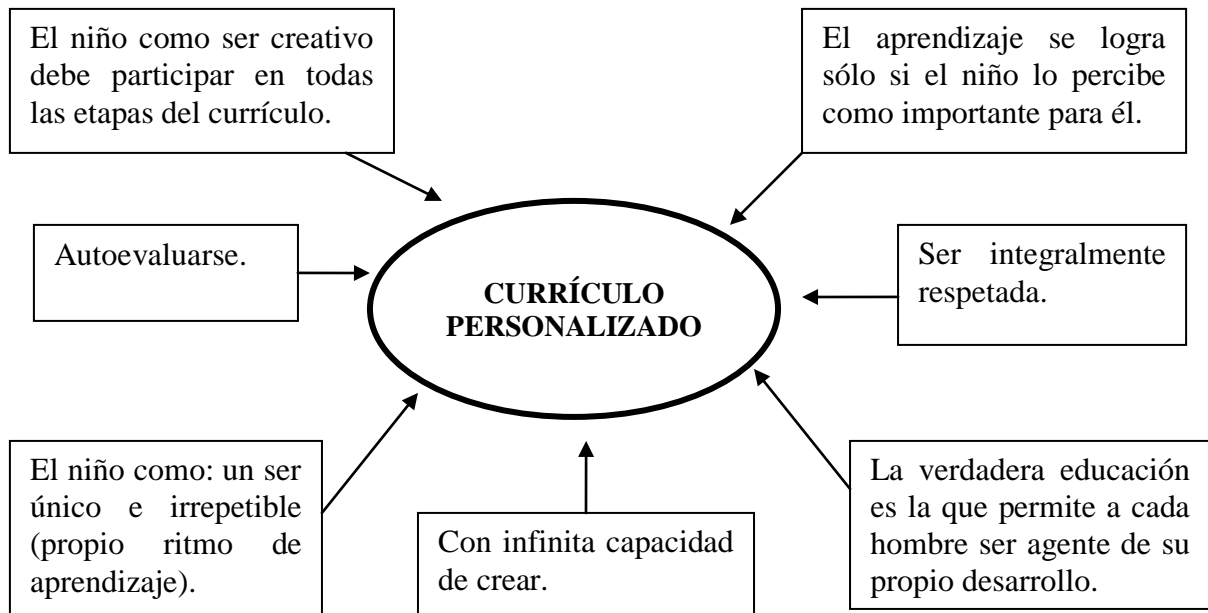 El niño como ser creativo
debe participar en todas
las etapas del currículo.
El aprendizaje se logra
sólo si el niño lo percibe
como importante para él.
Autoevaluarse.
CURRÍCULO
PERSONALIZADO
Ser integralmente
respetada.
El niño como: un ser
único e irrepetible
(propio ritmo de
aprendizaje).
Con infinita capacidad
de crear.
La verdadera educación
es la que permite a cada
hombre ser agente de su
propio desarrollo.